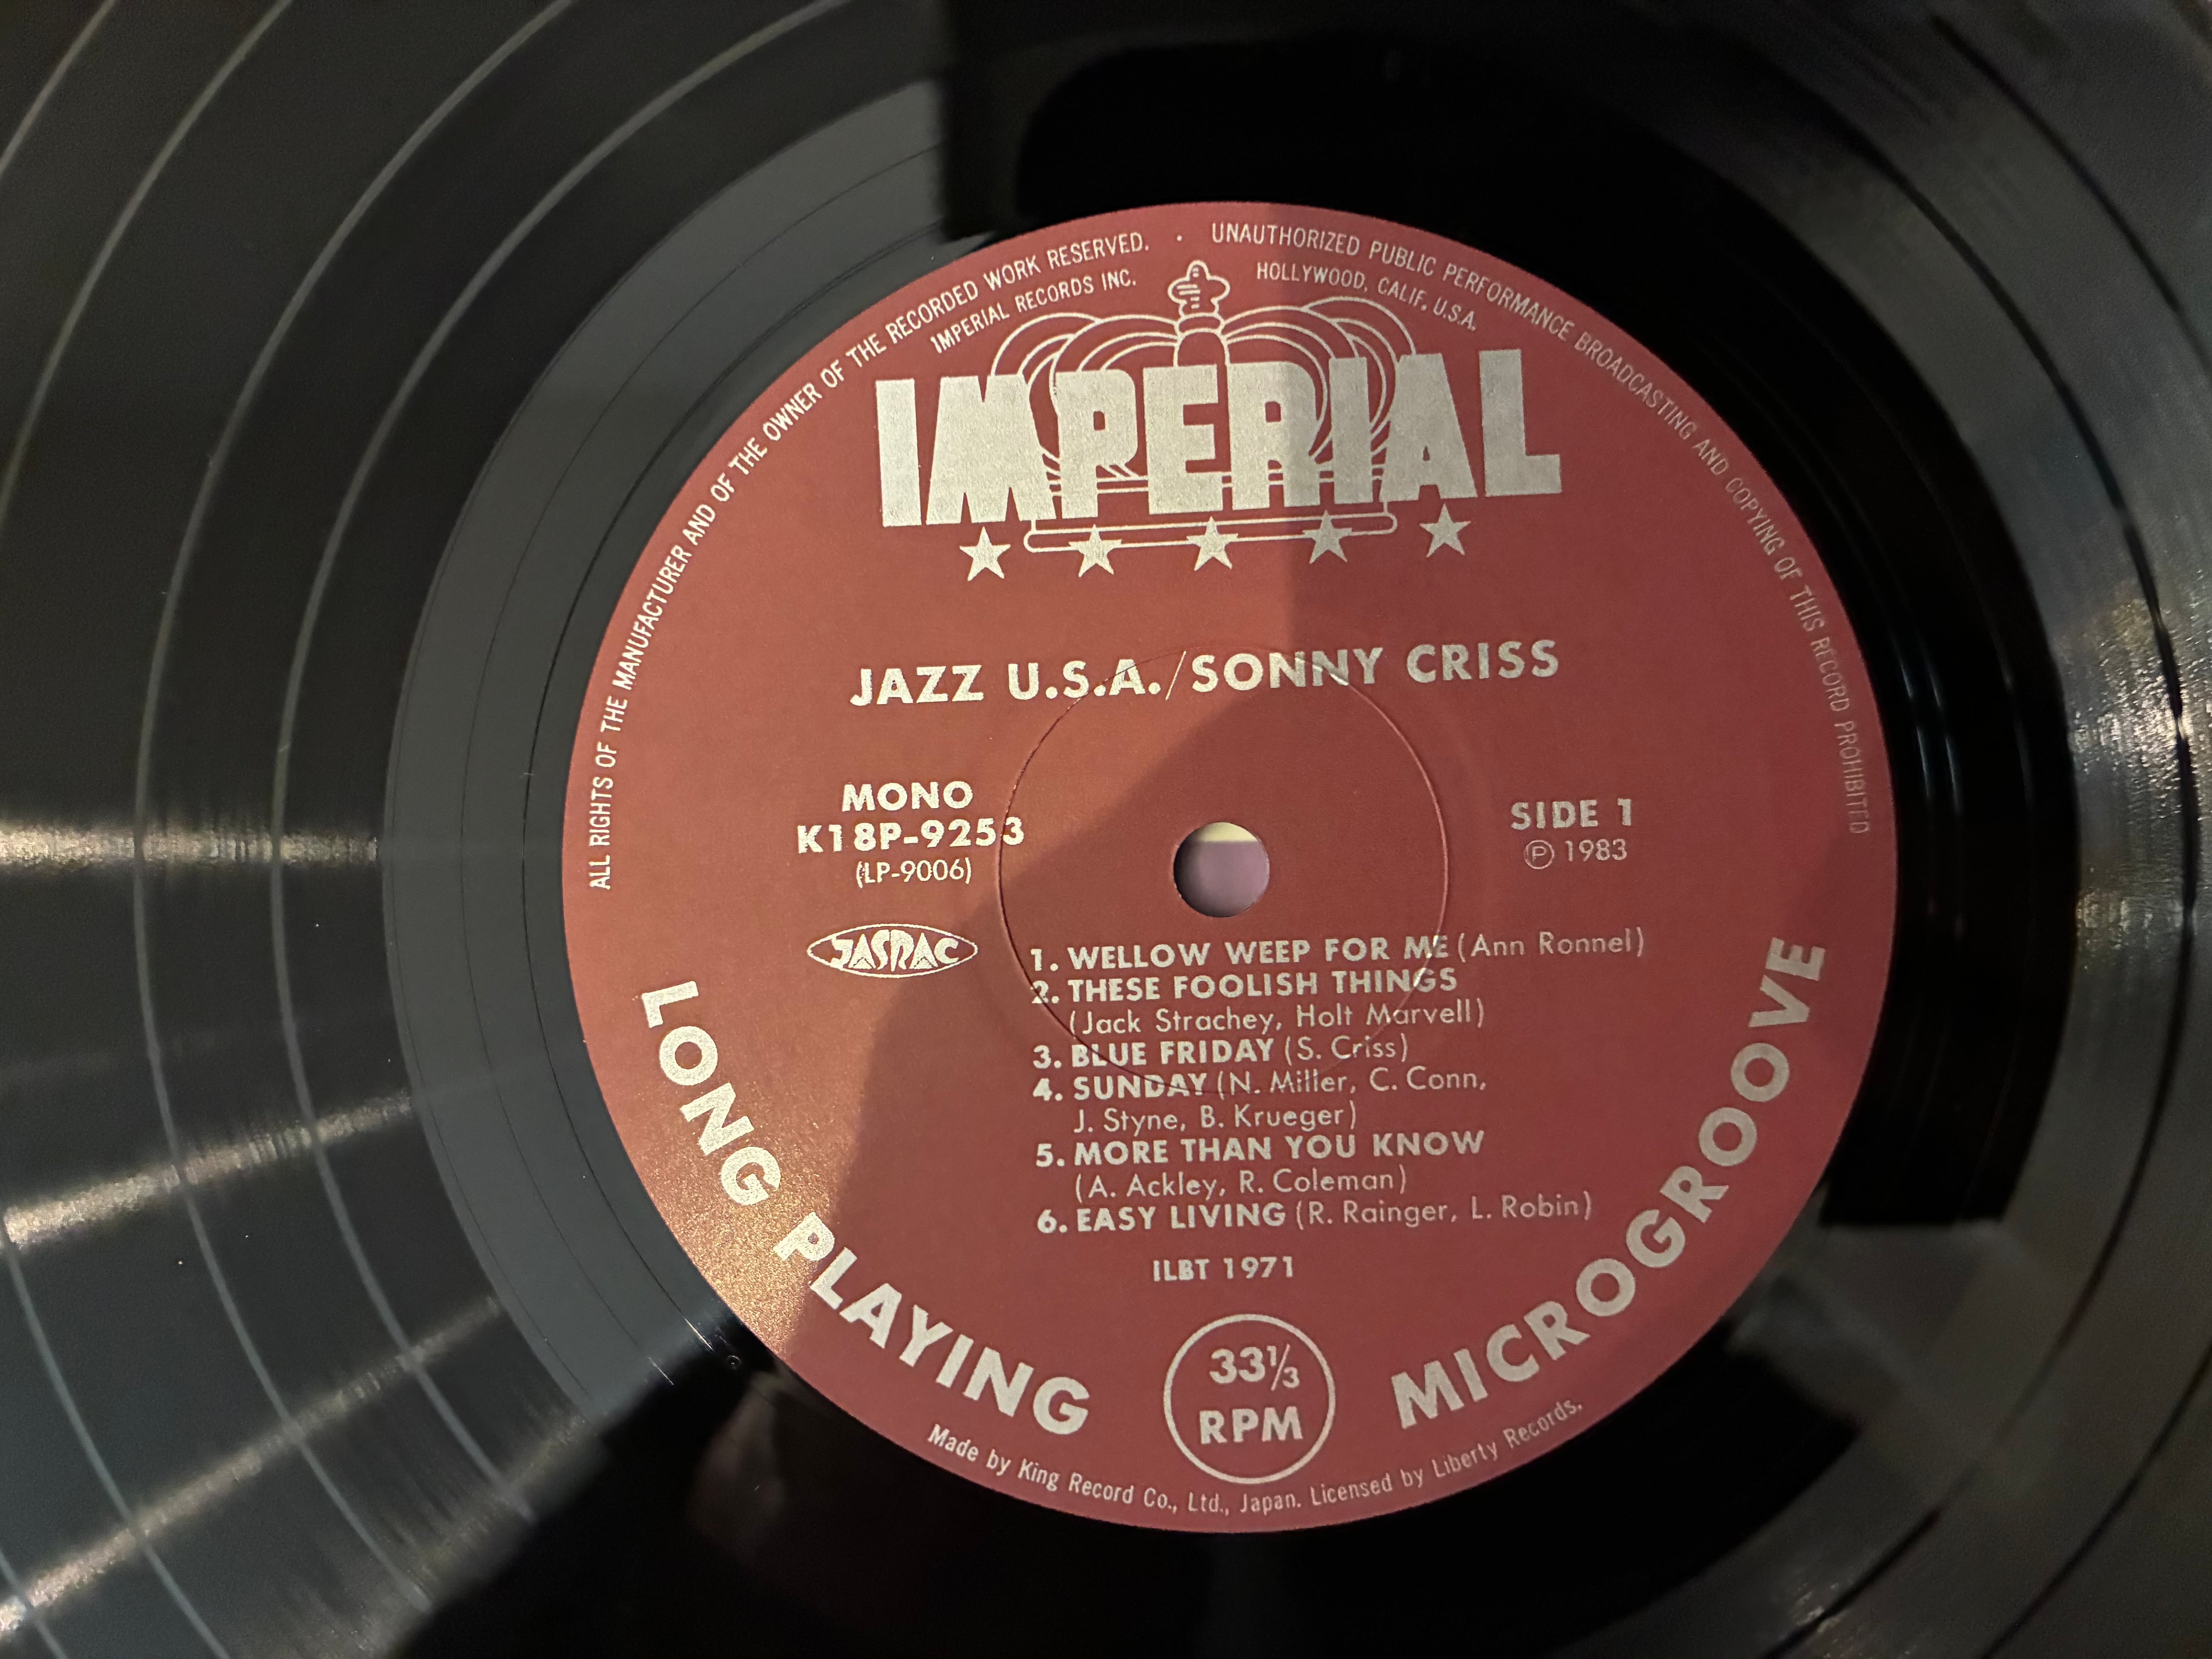 ALL RIGHTS OF THE MANUFACTURER AND OF THE OWNER OF THE RECORDED WORK RESERVED. · UNAUTHORIZED PUBLIC PERFORMANCE BROADCASTING AND COPYING OF THIS RECORD PROHIBITED
IMPERIAL RECORDS INC. HOLLYWOOD, CALIF. U.S.A.
IMPERIAL
JAZZ U.S.A./SONNY CRISS
MONO
K18P-9253
(LP-9006)
SIDE 1
Ⓟ 1983
JASRAC
1. WELLOW WEEP FOR ME (Ann Ronnel)
2. THESE FOOLISH THINGS
(Jack Strachey, Holt Marvell)
3. BLUE FRIDAY (S. Criss)
4. SUNDAY (N. Miller, C. Conn,
J. Styne, B. Krueger)
5. MORE THAN YOU KNOW
(A. Ackley, R. Coleman)
6. EASY LIVING (R. Rainger, L. Robin)
ILBT 1971
LONG PLAYING
33⅓
RPM
MICROGROOVE
Made by King Record Co., Ltd., Japan. Licensed by Liberty Records.